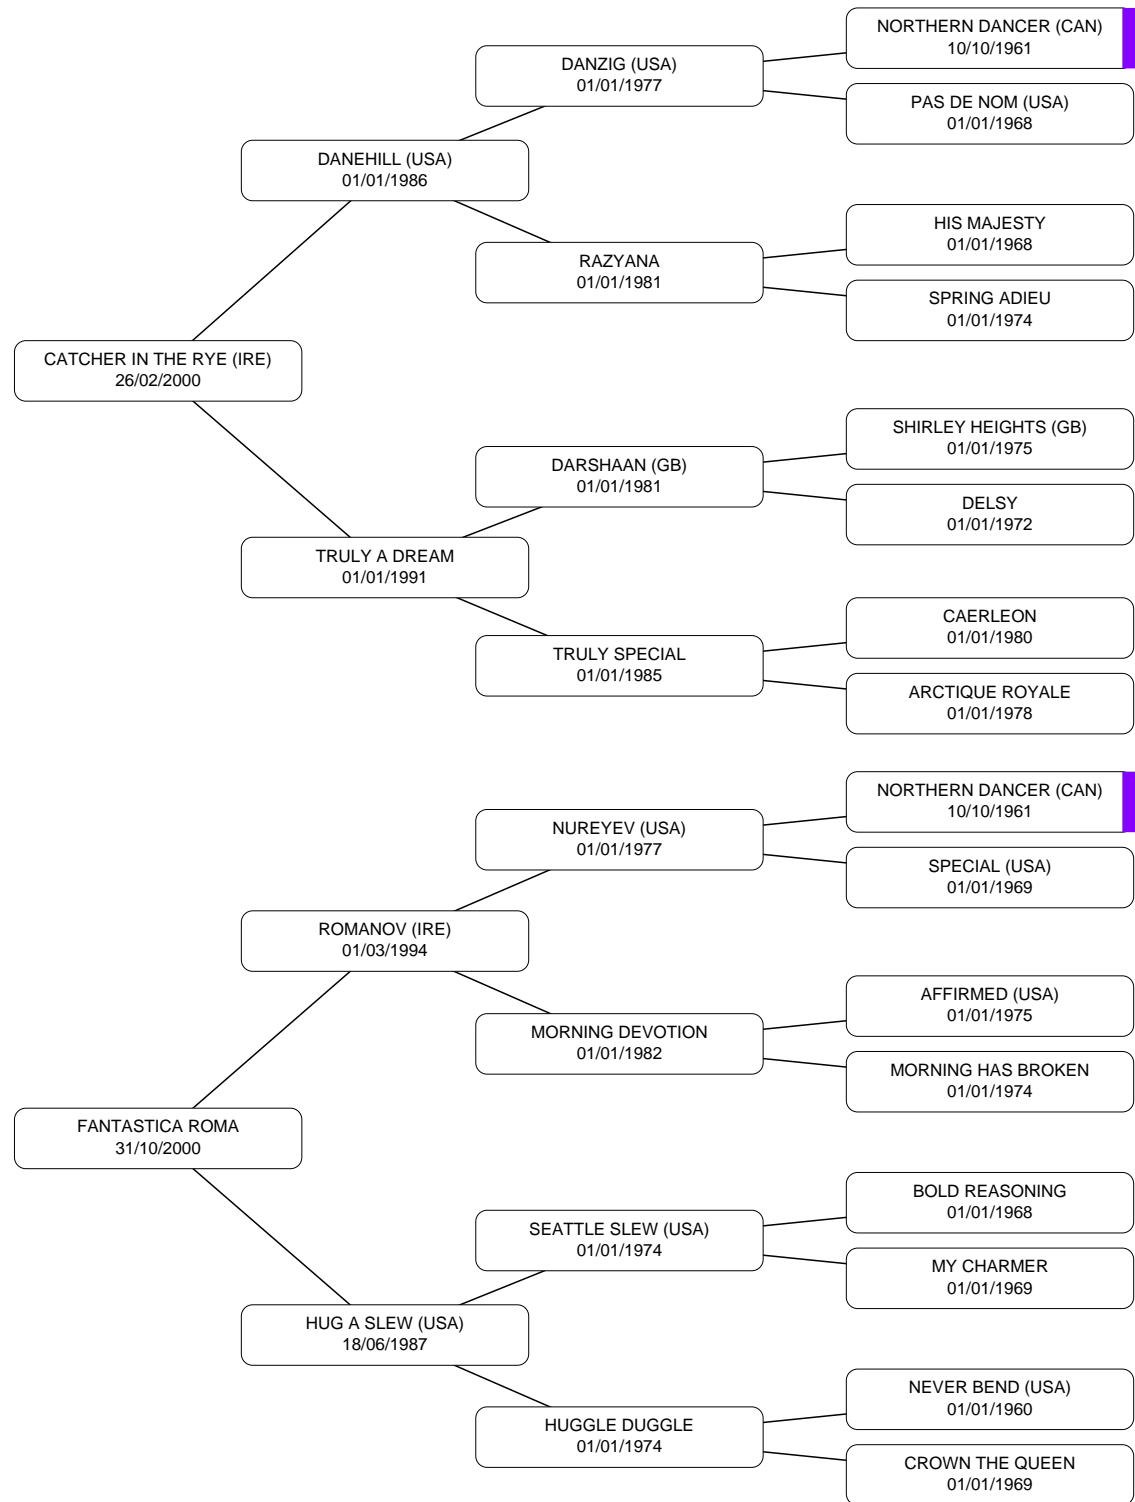 NORTHERN DANCER (CAN)
10/10/1961
DANZIG (USA)
01/01/1977
PAS DE NOM (USA)
01/01/1968
DANEHILL (USA)
01/01/1986
HIS MAJESTY
01/01/1968
RAZYANA
01/01/1981
SPRING ADIEU
01/01/1974
CATCHER IN THE RYE (IRE)
26/02/2000
SHIRLEY HEIGHTS (GB)
01/01/1975
DARSHAAN (GB)
01/01/1981
DELSY
01/01/1972
TRULY A DREAM
01/01/1991
CAERLEON
01/01/1980
TRULY SPECIAL
01/01/1985
ARCTIQUE ROYALE
01/01/1978
NORTHERN DANCER (CAN)
10/10/1961
NUREYEV (USA)
01/01/1977
SPECIAL (USA)
01/01/1969
ROMANOV (IRE)
01/03/1994
AFFIRMED (USA)
01/01/1975
MORNING DEVOTION
01/01/1982
MORNING HAS BROKEN
01/01/1974
FANTASTICA ROMA
31/10/2000
BOLD REASONING
01/01/1968
SEATTLE SLEW (USA)
01/01/1974
MY CHARMER
01/01/1969
HUG A SLEW (USA)
18/06/1987
NEVER BEND (USA)
01/01/1960
HUGGLE DUGGLE
01/01/1974
CROWN THE QUEEN
01/01/1969